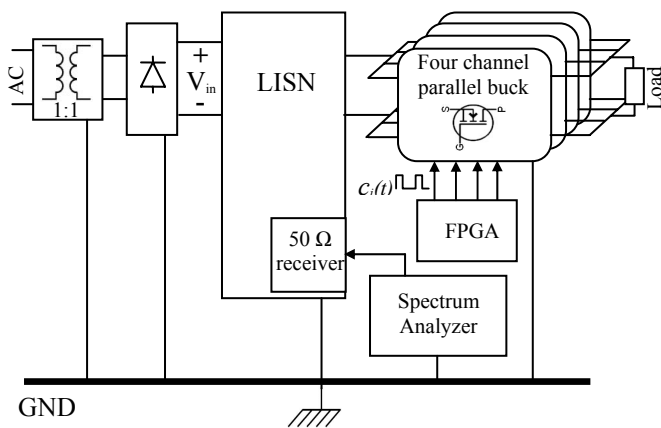 AC
1:1
+
V_in
-
LISN
50 Ω
receiver
Four channel
parallel buck
S
P
G
Load
c_i(t)
FPGA
Spectrum
Analyzer
GND